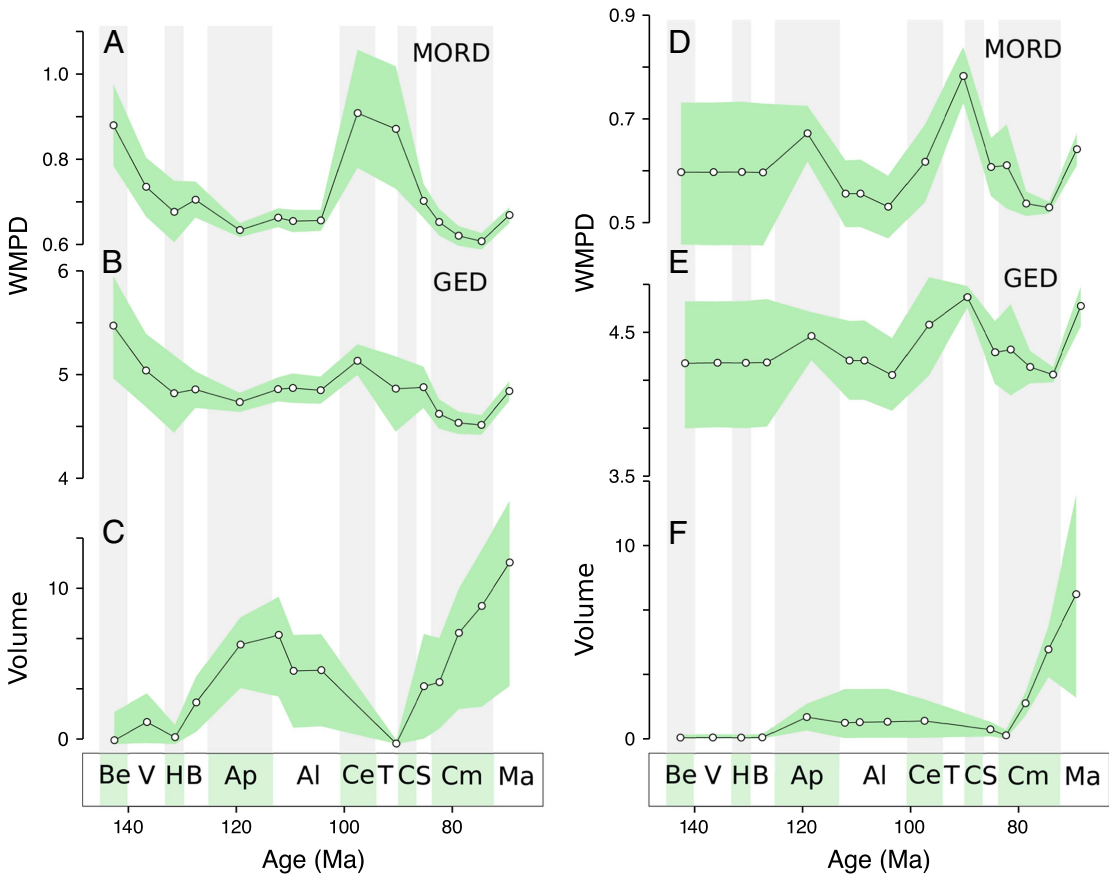 A
MORD
1.0
0.8
0.6
WMPD
B
GED
6
5
4
C
10
0
Volume
Be V H B Ap Al Ce T C S Cm Ma
140 120 100 80
Age (Ma)
D
MORD
0.9
0.7
0.5
WMPD
E
GED
4.5
3.5
F
10
0
Volume
Be V H B Ap Al Ce T C S Cm Ma
140 120 100 80
Age (Ma)